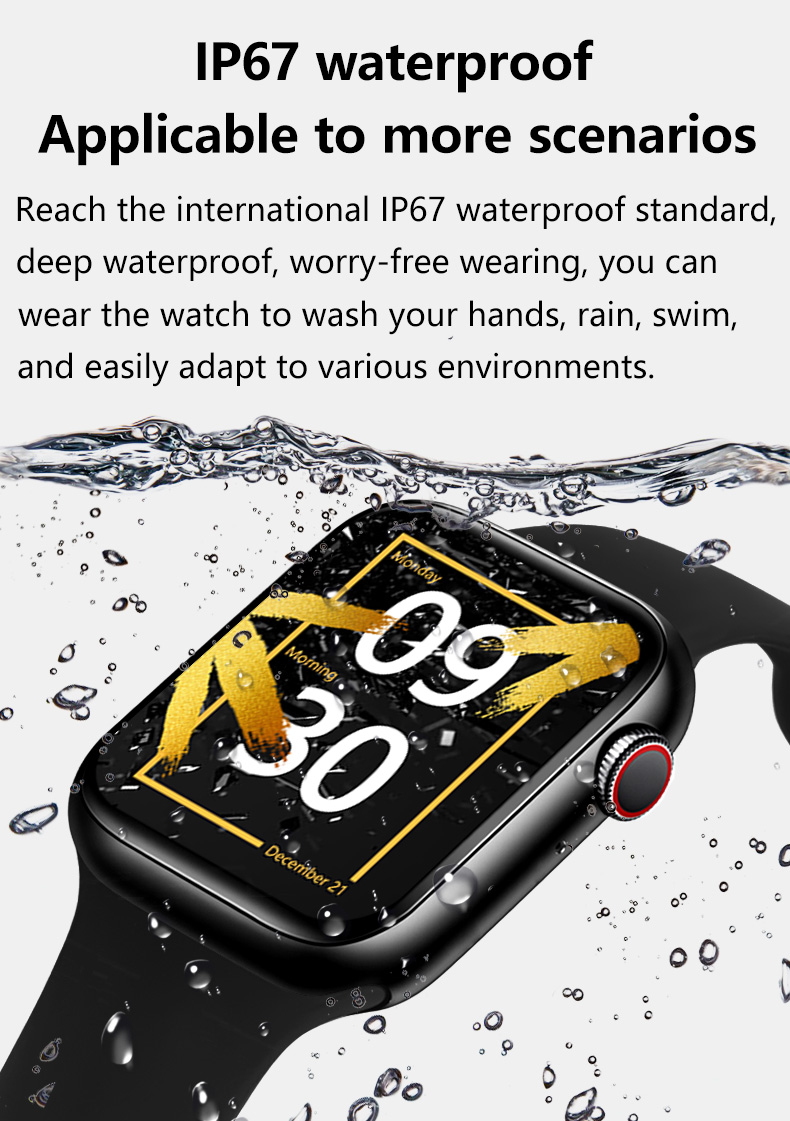 IP67 waterproof
Applicable to more scenarios
Reach the international IP67 waterproof standard,
deep waterproof, worry-free wearing, you can
wear the watch to wash your hands, rain, swim,
and easily adapt to various environments.
Monday
09
Morning
30
December 21